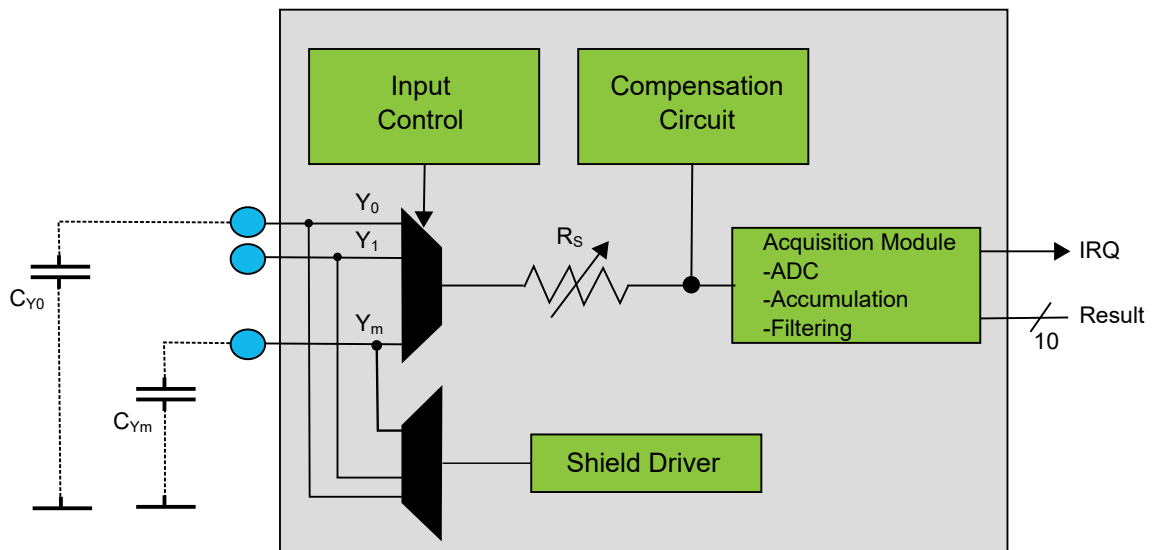 Input
Control
Compensation
Circuit
Y0
Y1
Ym
RS
CY0
CYm
Acquisition Module
-ADC
-Accumulation
-Filtering
IRQ
Result
10
Shield Driver